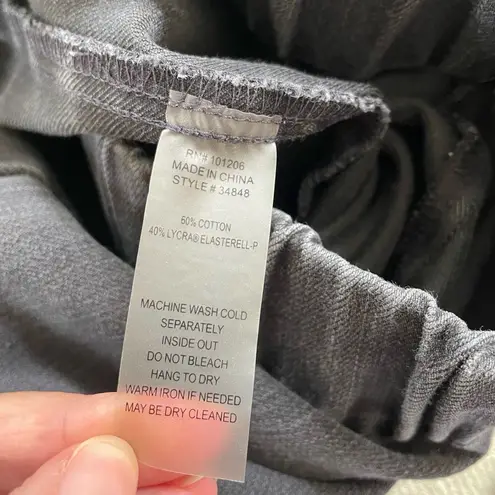 RN# 101206
MADE IN CHINA
STYLE # 34848
60% COTTON
40% LYCRA® ELASTERELL-P
MACHINE WASH COLD
SEPARATELY
INSIDE OUT
DO NOT BLEACH
HANG TO DRY
WARM IRON IF NEEDED
MAY BE DRY CLEANED